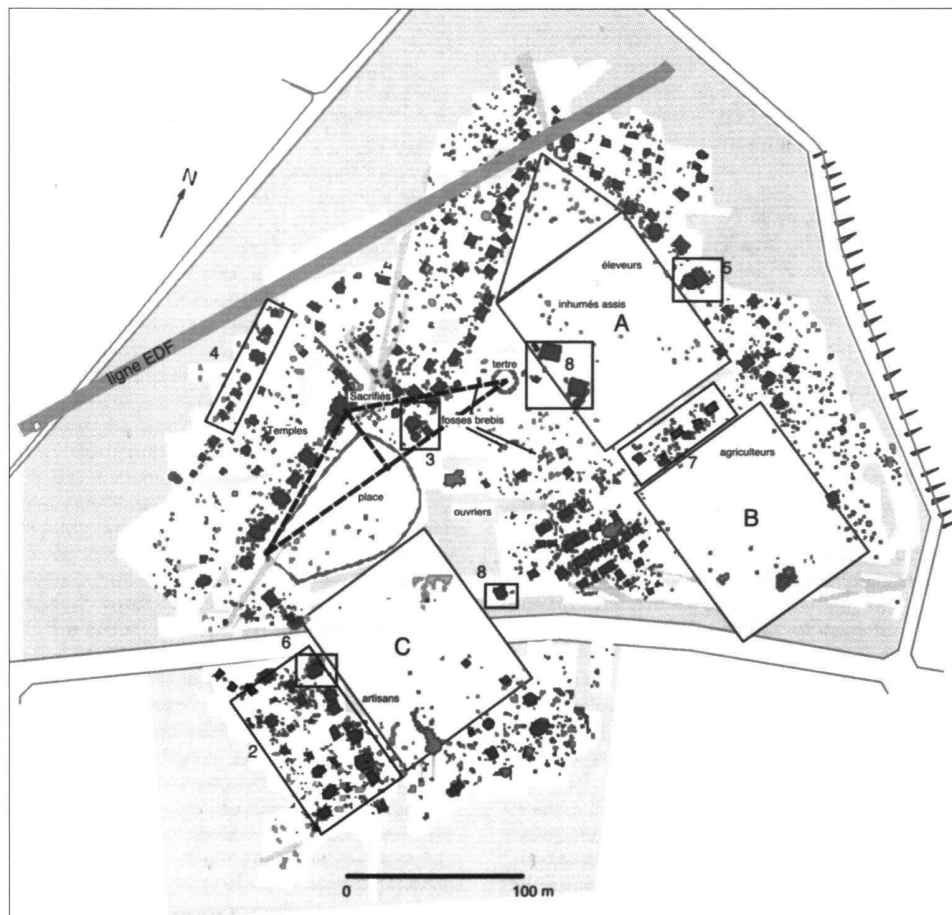 N
éleveurs
5
inhumés assis
A
ligne EDF
4
tertre
8
Sacrifiés
fosses brebis
Temples
3
agriculteurs
7
place
ouvriers
B
8
6
C
artisans
2
0 100 m